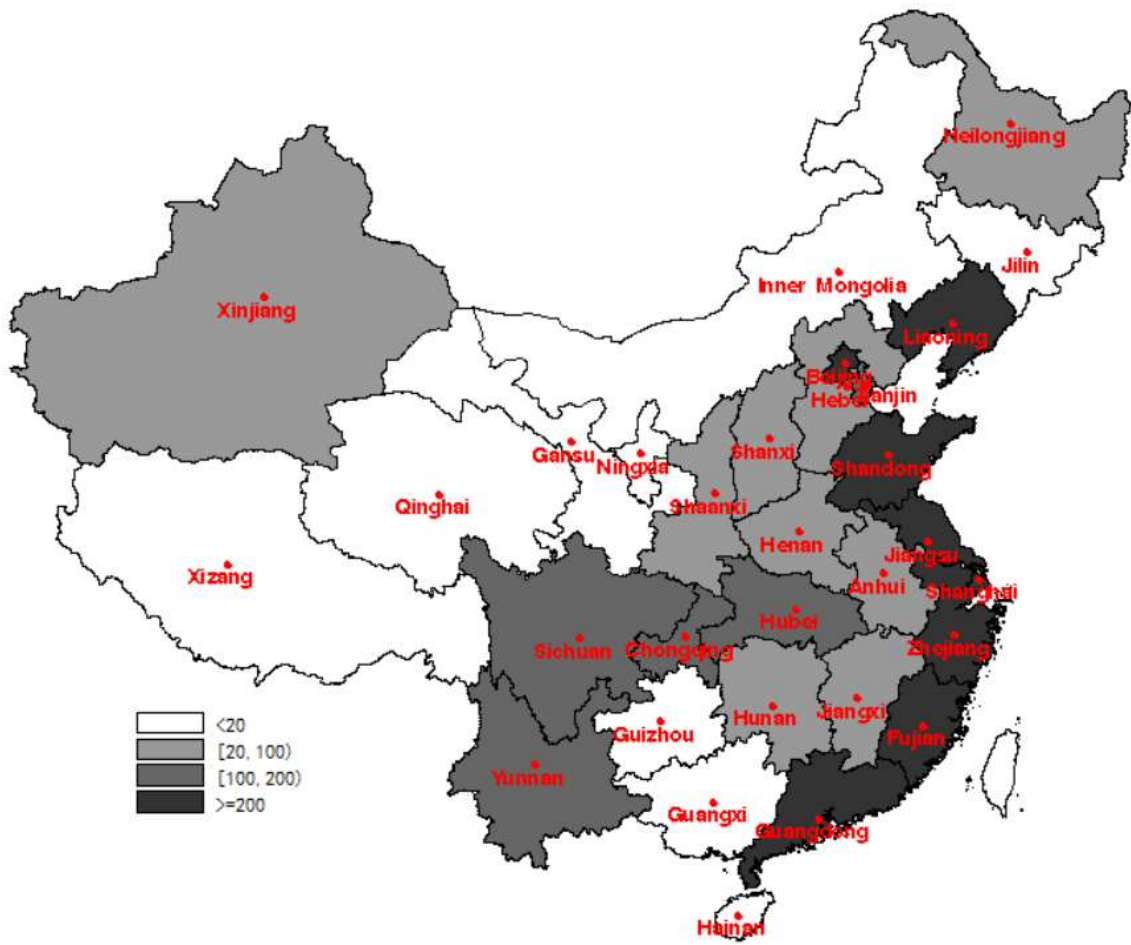 Neilongjiang
Jilin
Inner Mongolia
Xinjiang
Liaoning
Beijing
Tianjin
Hebei
Shanxi
Gansu
Ningxia
Shandong
Qinghai
Shaanxi
Henan
Jiangsu
Xizang
Anhui
Shanghai
Hubei
Sichuan
Chongqing
Zhejiang
Hunan
Jiangxi
Guizhou
Fujian
Yunnan
Guangxi
Guangdong
Hainan
<20
[20, 100)
[100, 200)
>=200